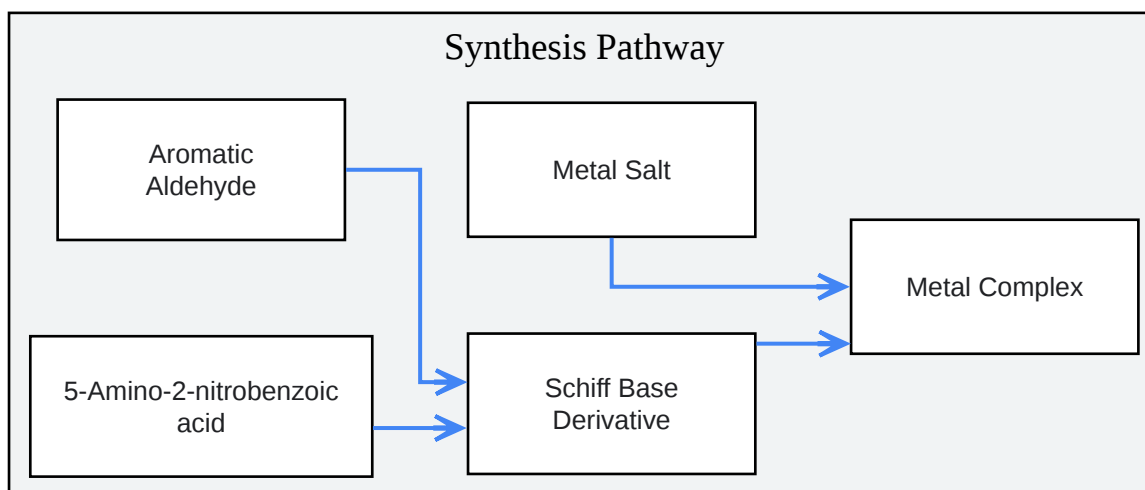 Synthesis Pathway
Aromatic
Aldehyde
Metal Salt
Metal Complex
5-Amino-2-nitrobenzoic
acid
Schiff Base
Derivative